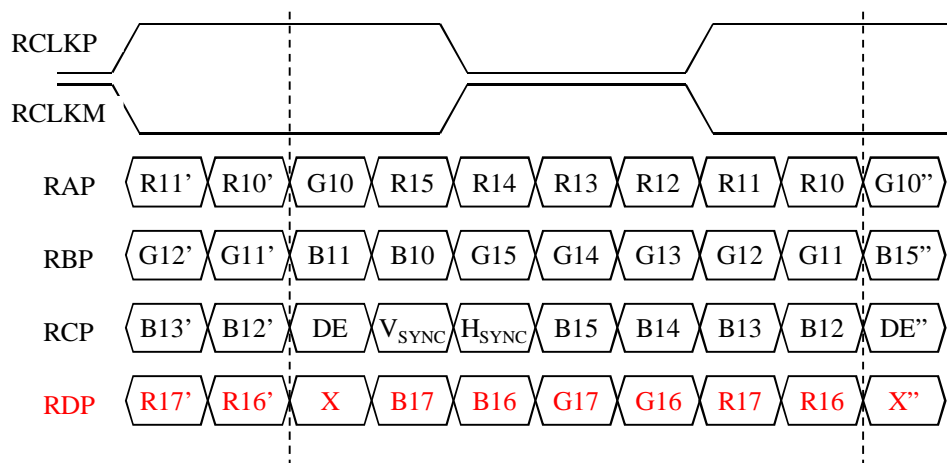 RCLKP
RCLKM
RAP R11’ R10’ G10 R15 R14 R13 R12 R11 R10 G10”
RBP G12’ G11’ B11 B10 G15 G14 G13 G12 G11 B15”
RCP B13’ B12’ DE VSYNC HSYNC B15 B14 B13 B12 DE”
RDP R17’ R16’ X B17 B16 G17 G16 R17 R16 X”